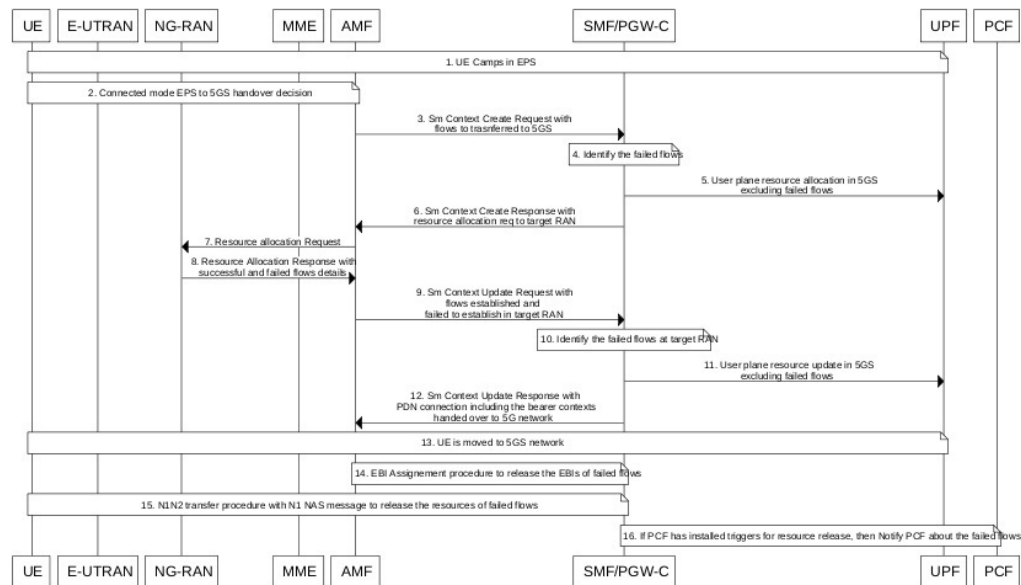 UE E-UTRAN NG-RAN MME AMF SMF/PGW-C UPF PCF
1. UE Camps in EPS
2. Connected mode EPS to 5GS handover decision
3. Sm Context Create Request with
flows to trasnferred to 5GS
4. Identify the failed flows
5. User plane resource allocation in 5GS
excluding failed flows
6. Sm Context Create Response with
resource allocation req to target RAN
7. Resource allocation Request
8. Resource Allocation Response with
successful and failed flows details
9. Sm Context Update Request with
flows established and
failed to establish in target RAN
10. Identify the failed flows at target RAN
11. User plane resource update in 5GS
excluding failed flows
12. Sm Context Update Response with
PDN connection including the bearer contexts
handed over to 5G network
13. UE is moved to 5GS network
14. EBI Assignement procedure to release the EBIs of failed flows
15. N1N2 transfer procedure with N1 NAS message to release the resources of failed flows
16. If PCF has installed triggers for resource release, then Notify PCF about the failed flows
UE E-UTRAN NG-RAN MME AMF SMF/PGW-C UPF PCF